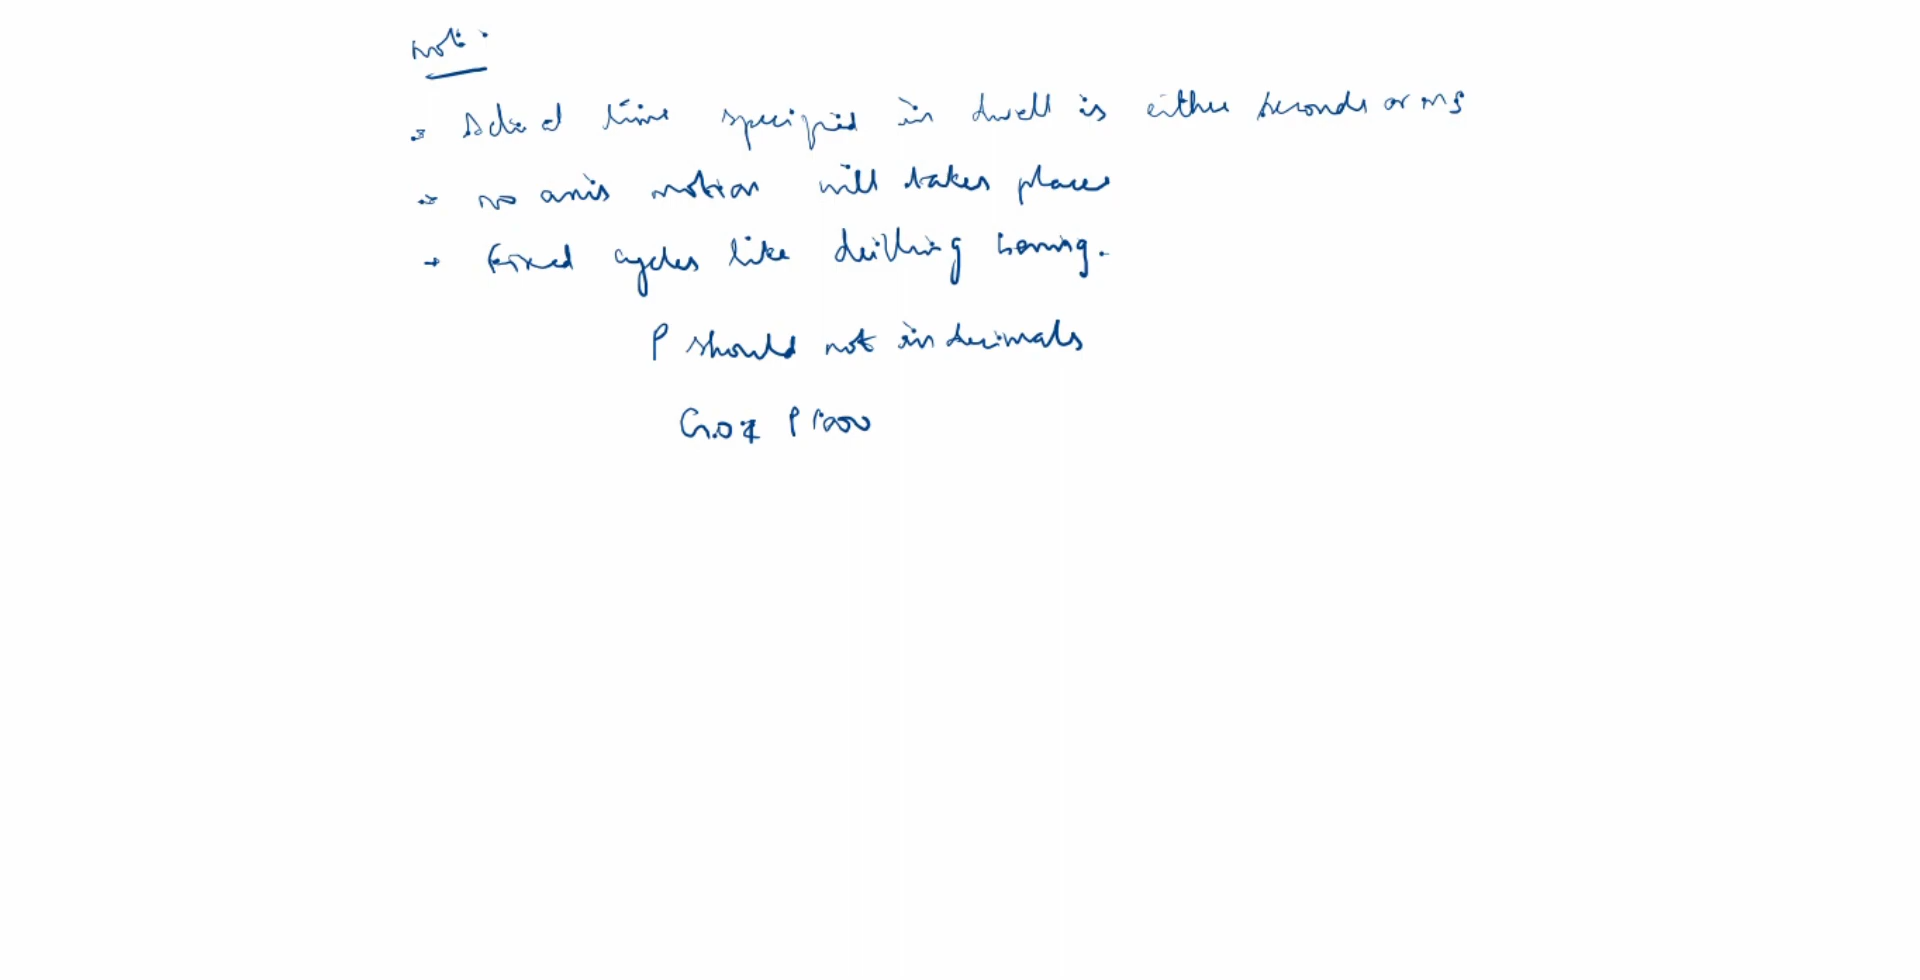 Note:
→ Actual time specified in dwell is either seconds or ms
→ no axis motion will takes place
→ Fixed cycles like drilling boring.
P should not in decimals
G04 P1000